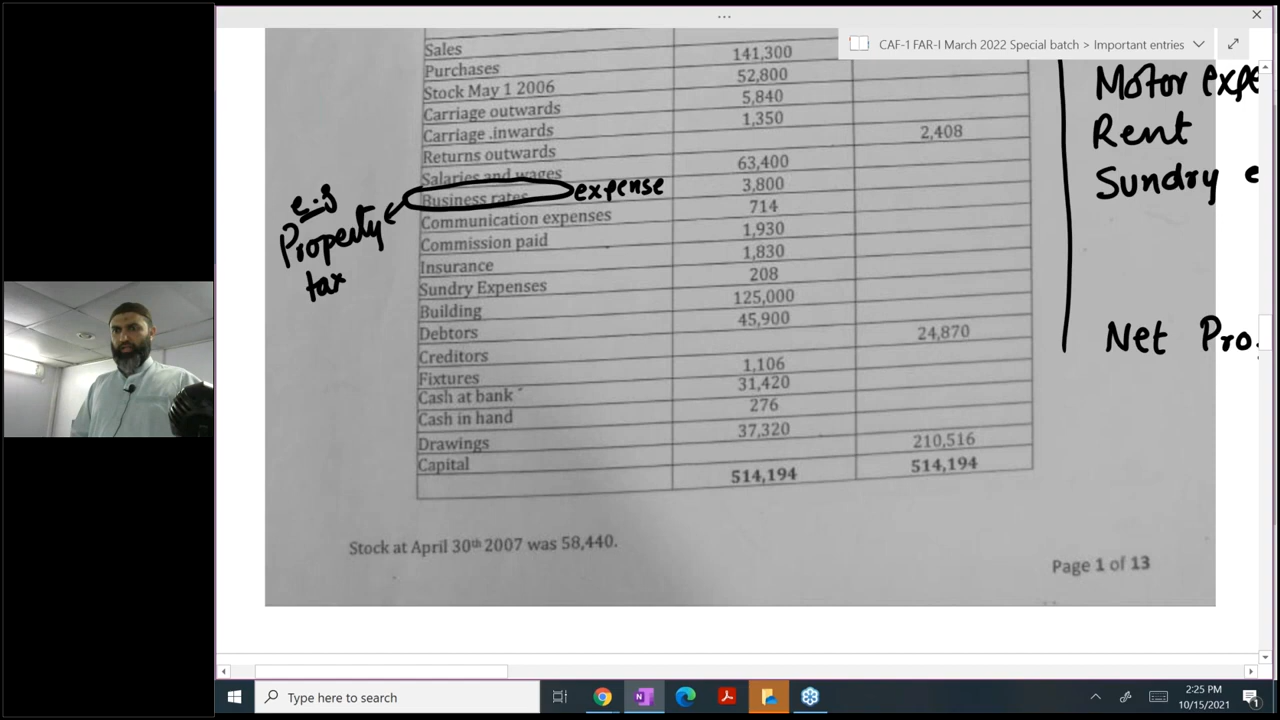 CAF-1 FAR-I March 2022 Special batch > Important entries
Sales
Purchases 141,300
Stock May 1 2006 52,800
Carriage outwards 5,840
Carriage .inwards 1,350
Returns outwards 2,408
Salaries and wages 63,400
Business rates 3,800
Communication expenses 714
Commission paid 1,930
Insurance 1,830
Sundry Expenses 208
Building 125,000
Debtors 45,900
Creditors 24,870
Fixtures 1,106
Cash at bank 31,420
Cash in hand 276
Drawings 37,320
Capital 210,516
514,194 514,194
expense
e.g
Property
tax
Motor expe
Rent
Sundry e
Net Pro
Stock at April 30th 2007 was 58,440.
Page 1 of 13
Type here to search
2:25 PM
10/15/2021
1